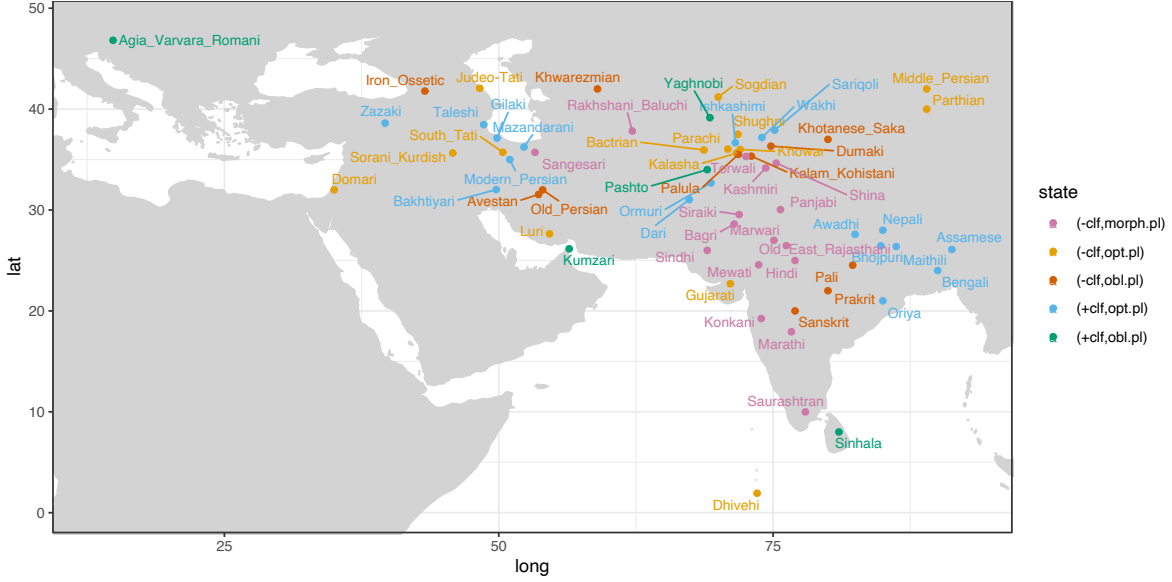 50
Agia_Varvara_Romani
Iron_Ossetic
Judeo-Tati
Khwarezmian
Yaghnobi
Sogdian
Sariqoli
Middle_Persian
40
Zazaki
Taleshi
Gilaki
Rakhshani_Baluchi
Ishkashimi
Wakhi
Parthian
South_Tati
Mazandarani
Bactrian
Parachi
Shughni
Khotanese_Saka
Sorani_Kurdish
Sangesari
Kalasha
Torwali
Khowar
Dumaki
Domari
Modern_Persian
Pashto
Palula
Kashmiri
Kalam_Kohistani
Bakhtiyari
Avestan
Old_Persian
Ormuri
Siraiki
Panjabi
Shina
30
Luri
Dari
Bagri
Marwari
Awadhi
Nepali
Assamese
Kumzari
Sindhi
Old_East_Rajasthani
Bhojpuri
Maithili
Mewati
Hindi
Pali
Bengali
Gujarati
Prakrit
20
Konkani
Sanskrit
Oriya
Marathi
10
Saurashtran
Sinhala
Dhivehi
0
25
50
75
long
lat
state
(-clf,morph.pl)
(-clf,opt.pl)
(-clf,obl.pl)
(+clf,opt.pl)
(+clf,obl.pl)